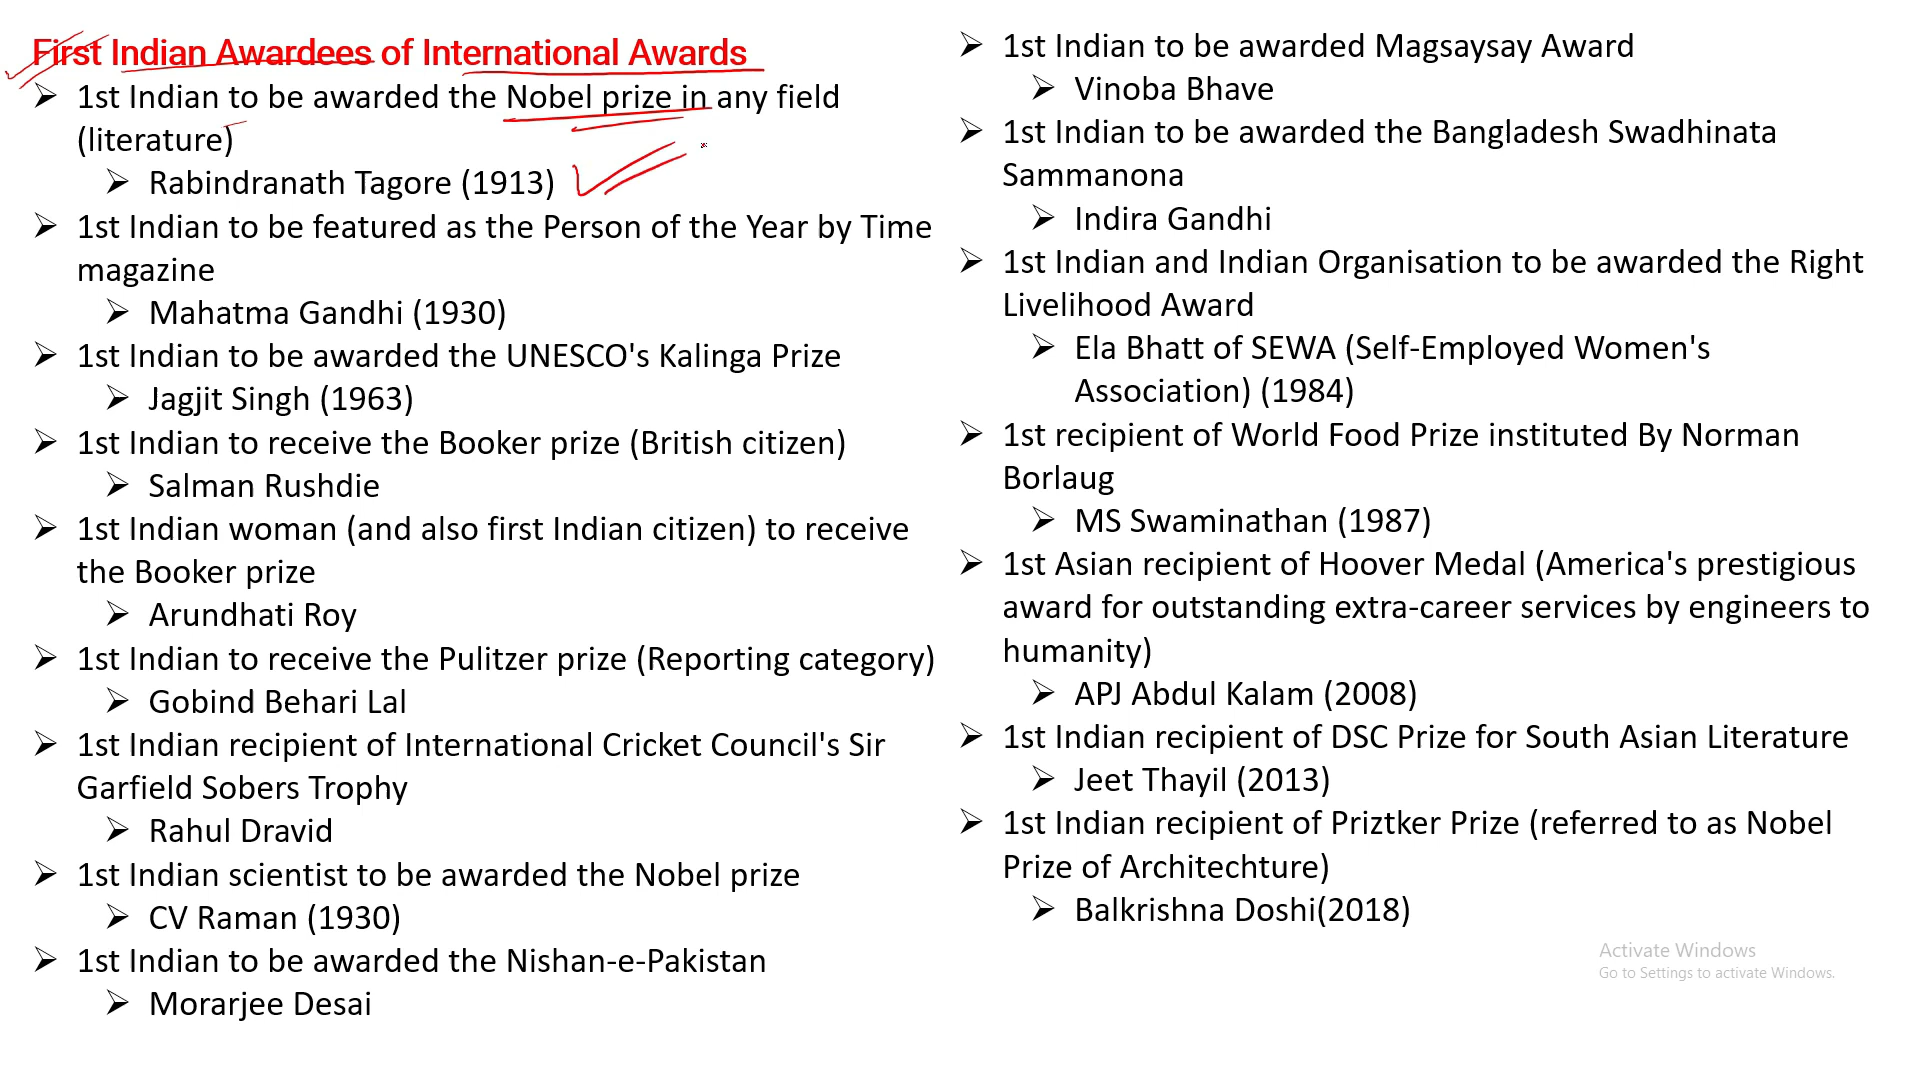 First Indian Awardees of International Awards
➢ 1st Indian to be awarded the Nobel prize in any field
(literature)
➢ Rabindranath Tagore (1913)
➢ 1st Indian to be featured as the Person of the Year by Time
magazine
➢ Mahatma Gandhi (1930)
➢ 1st Indian to be awarded the UNESCO's Kalinga Prize
➢ Jagjit Singh (1963)
➢ 1st Indian to receive the Booker prize (British citizen)
➢ Salman Rushdie
➢ 1st Indian woman (and also first Indian citizen) to receive
the Booker prize
➢ Arundhati Roy
➢ 1st Indian to receive the Pulitzer prize (Reporting category)
➢ Gobind Behari Lal
➢ 1st Indian recipient of International Cricket Council's Sir
Garfield Sobers Trophy
➢ Rahul Dravid
➢ 1st Indian scientist to be awarded the Nobel prize
➢ CV Raman (1930)
➢ 1st Indian to be awarded the Nishan-e-Pakistan
➢ Morarjee Desai
➢ 1st Indian to be awarded Magsaysay Award
➢ Vinoba Bhave
➢ 1st Indian to be awarded the Bangladesh Swadhinata
Sammanona
➢ Indira Gandhi
➢ 1st Indian and Indian Organisation to be awarded the Right
Livelihood Award
➢ Ela Bhatt of SEWA (Self-Employed Women's
Association) (1984)
➢ 1st recipient of World Food Prize instituted By Norman
Borlaug
➢ MS Swaminathan (1987)
➢ 1st Asian recipient of Hoover Medal (America's prestigious
award for outstanding extra-career services by engineers to
humanity)
➢ APJ Abdul Kalam (2008)
➢ 1st Indian recipient of DSC Prize for South Asian Literature
➢ Jeet Thayil (2013)
➢ 1st Indian recipient of Priztker Prize (referred to as Nobel
Prize of Architechture)
➢ Balkrishna Doshi(2018)
Activate Windows
Go to Settings to activate Windows.